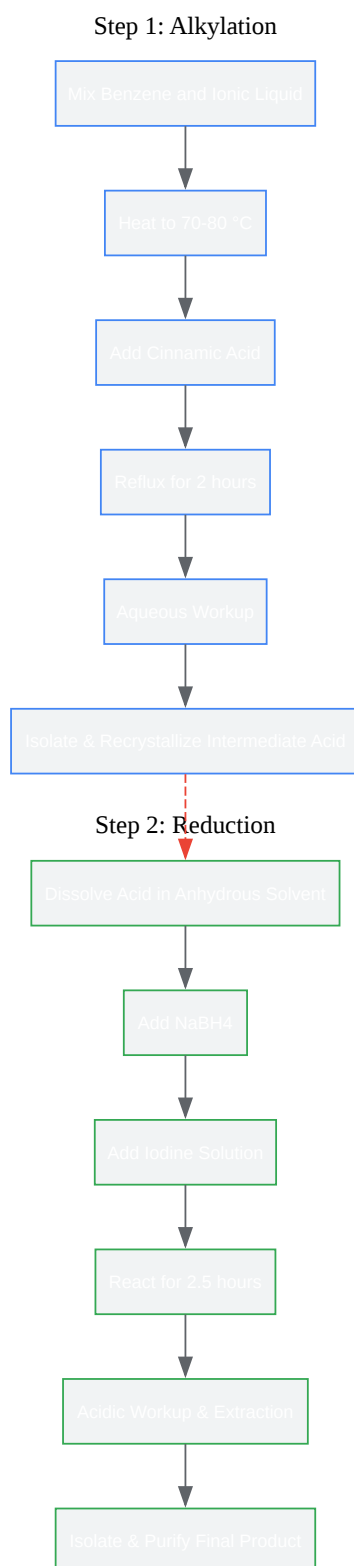 Step 1: Alkylation
Mix Benzene and Ionic Liquid
Heat to 70-80 °C
Add Cinnamic Acid
Reflux for 2 hours
Aqueous Workup
Isolate & Recrystallize Intermediate Acid
Step 2: Reduction
Dissolve Acid in Anhydrous Solvent
Add NaBH4
Add Iodine Solution
React for 2.5 hours
Acidic Workup & Extraction
Isolate & Purify Final Product